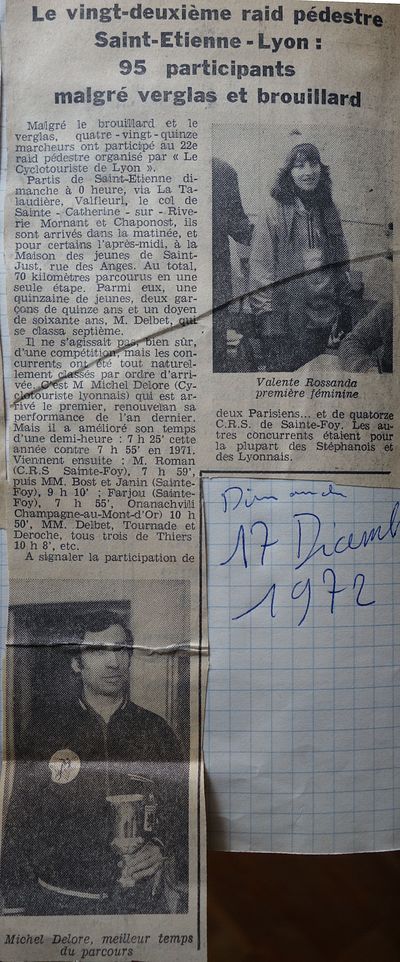 Le vingt-deuxième raid pédestre
Saint-Etienne - Lyon :
95 participants
malgré verglas et brouillard
Malgré le brouillard et le
verglas, quatre-vingt-quinze
marcheurs ont participé au 22e
raid pédestre organisé par « Le
Cyclotouriste de Lyon ».
Partis de Saint-Etienne di-
manche à 0 heure, via La Ta-
laudière, Valfleuri, le col de
Sainte - Catherine - sur - Rive-
rie Mornant et Chaponost, ils
sont arrivés dans la matinée, et
pour certains l'après-midi, à la
Maison des jeunes de Saint-
Just, rue des Anges. Au total,
70 kilomètres parcourus en une
seule étape. Parmi eux, une
quinzaine de jeunes, deux gar-
çons de quinze ans et un doyen
de soixante ans, M. Delbet, qui
se classa septième.
Il ne s'agissait pas, bien sûr,
d'une compétition, mais les con-
currents ont été tout naturel-
lement classés par ordre d'arri-
vée. C'est M Michel Delore (Cy-
clotouriste lyonnais) qui est ar-
rivé le premier, renouvelan sa
performance de l'an dernier.
Mais il a amélioré son temps
d'une demi-heure : 7 h 25' cette
année contre 7 h 55' en 1971.
Viennent ensuite : M. Roman
(C.R.S Sainte-Foy), 7 h 59',
puis MM. Bost et Janin (Sainte-
Foy), 9 h 10' ; Farjou (Sainte-
Foy), 7 h 55', Onanachvili
Champagne-au-Mont-d'Or) 10 h
50', MM. Delbet, Tournade et
Deroche, tous trois de Thiers
10 h 8', etc.
A signaler la participation de
Valente Rossanda
première féminine
deux Parisiens... et de quatorze
C.R.S. de Sainte-Foy. Les au-
tres concurrents étaient pour
la plupart des Stéphanois et
des Lyonnais.
Dimanche
17 Décemb
1972
Michel Delore, meilleur temps
du parcours